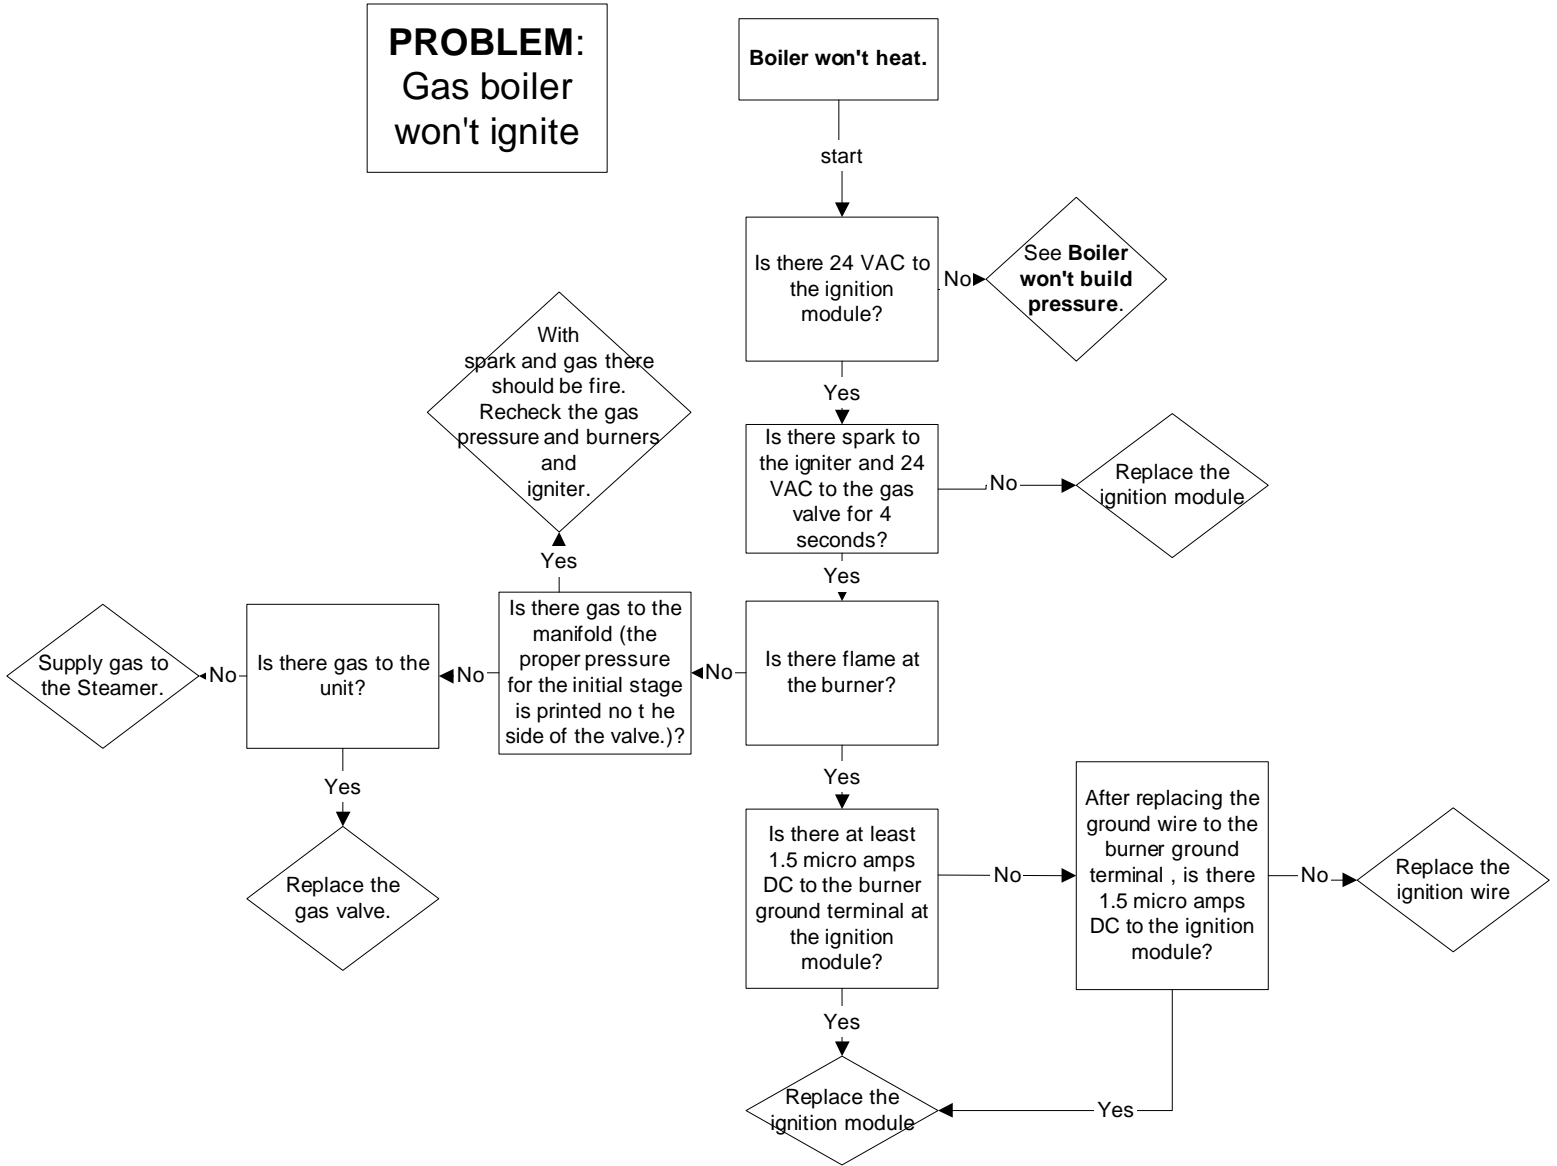 PROBLEM:
Gas boiler
won't ignite
Boiler won't heat.
start
Is there 24 VAC to
the ignition
module?
No
See Boiler
won't build
pressure.
Yes
Is there spark to
the igniter and 24
VAC to the gas
valve for 4
seconds?
No
Replace the
ignition module
Yes
Is there flame at
the burner?
No
Is there gas to the
manifold (the
proper pressure
for the initial stage
is printed no t he
side of the valve.)?
Yes
With
spark and gas there
should be fire.
Recheck the gas
pressure and burners
and
igniter.
No
Is there gas to the
unit?
No
Supply gas to
the Steamer.
Yes
Replace the
gas valve.
Yes
Is there at least
1.5 micro amps
DC to the burner
ground terminal at
the ignition
module?
No
After replacing the
ground wire to the
burner ground
terminal , is there
1.5 micro amps
DC to the ignition
module?
No
Replace the
ignition wire
Yes
Yes
Replace the
ignition module